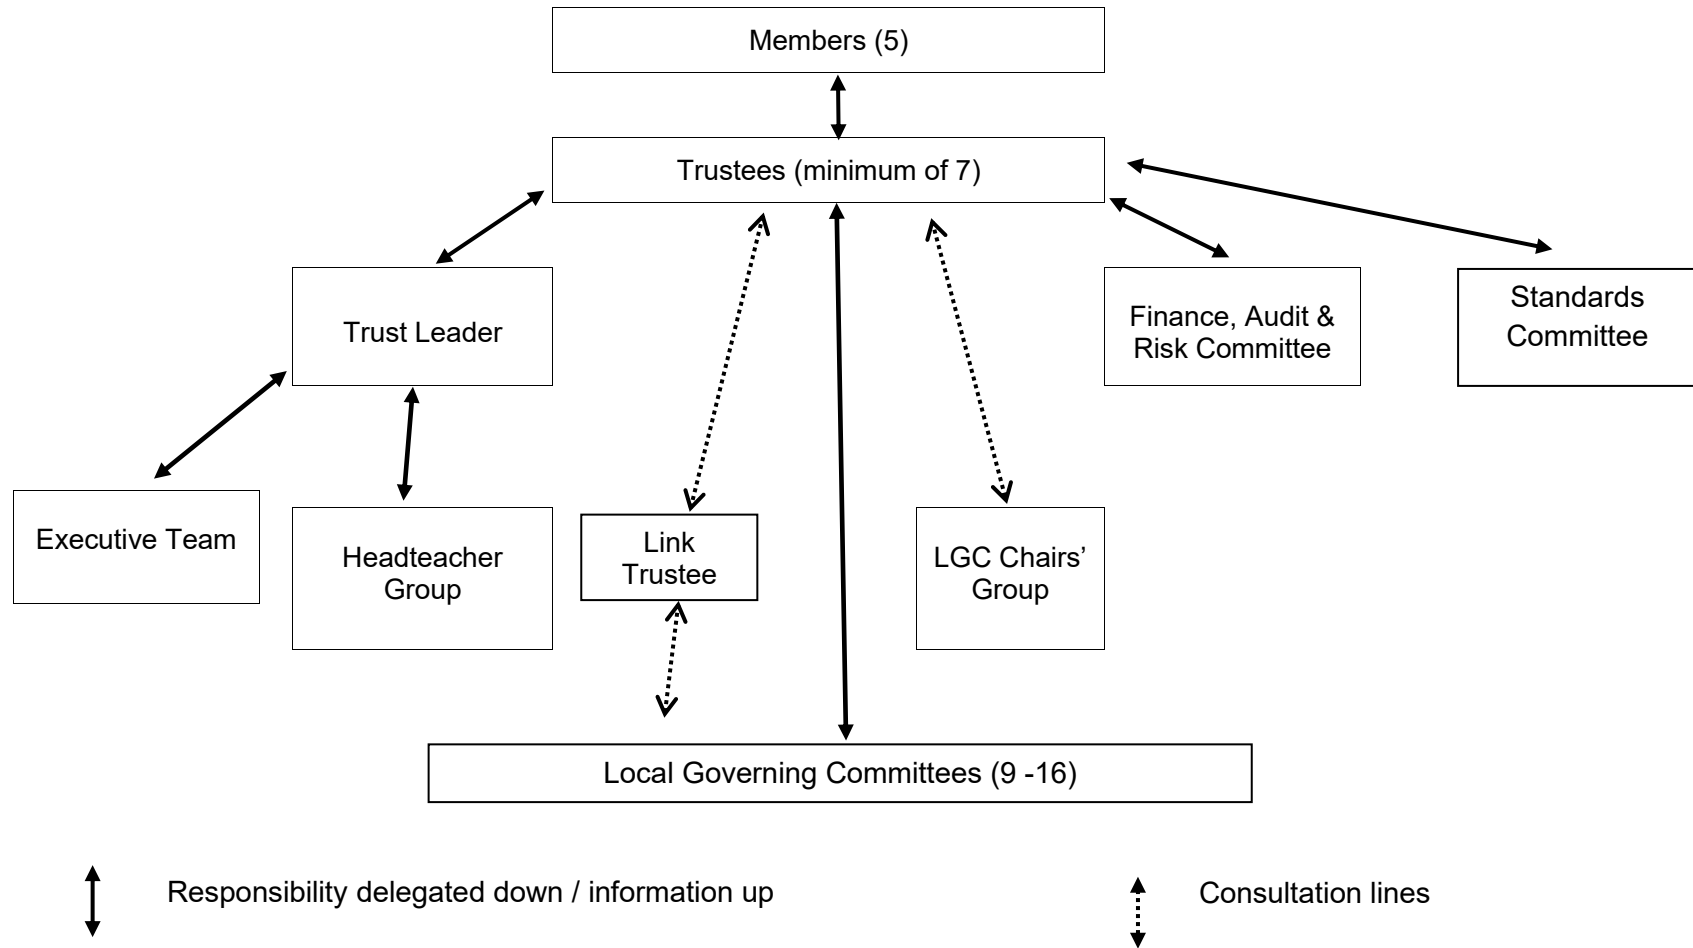 Members (5)
Trustees (minimum of 7)
Trust Leader
Finance, Audit &
Risk Committee
Standards
Committee
Executive Team
Headteacher
Group
Link
Trustee
LGC Chairs’
Group
Local Governing Committees (9 -16)
Responsibility delegated down / information up
Consultation lines